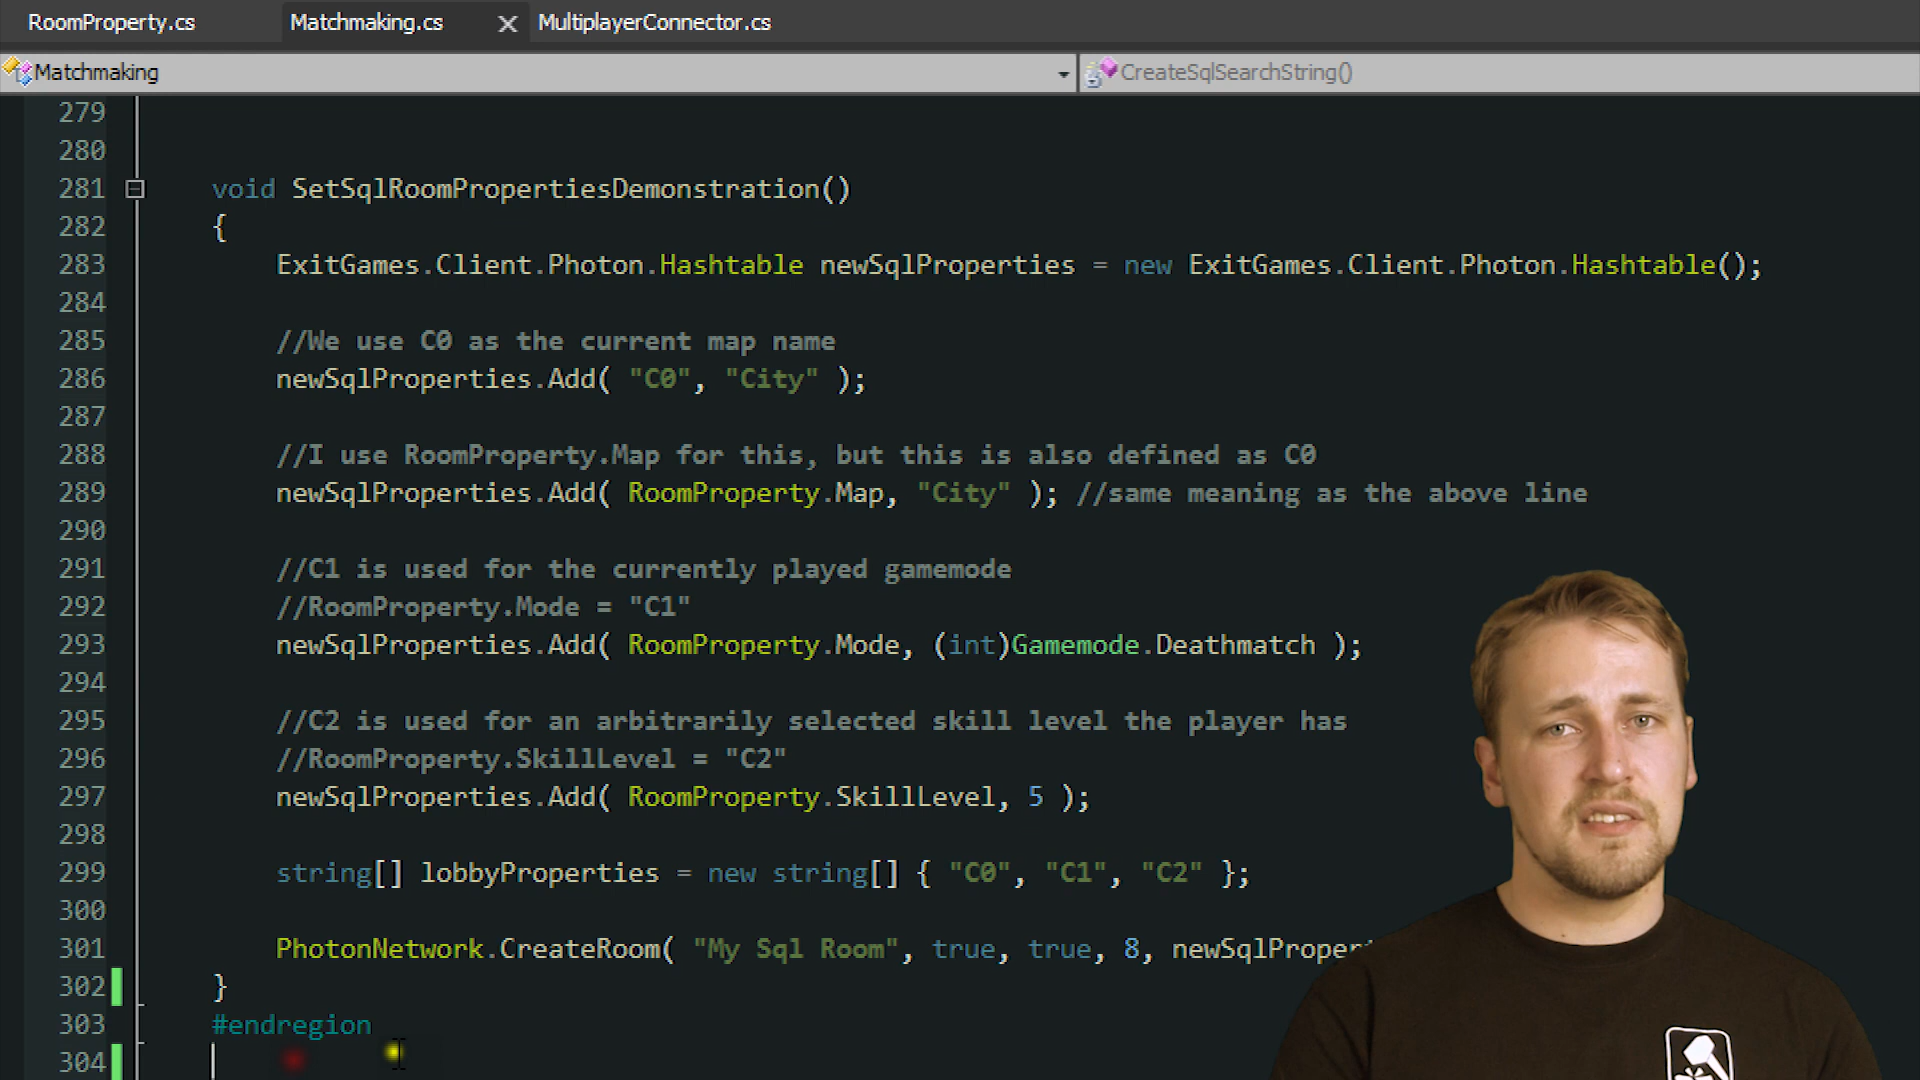 RoomProperty.cs Matchmaking.cs MultiplayerConnector.cs
Matchmaking CreateSqlSearchString()
279
280
281 void SetSqlRoomPropertiesDemonstration()
282 {
283 ExitGames.Client.Photon.Hashtable newSqlProperties = new ExitGames.Client.Photon.Hashtable();
284
285 //We use C0 as the current map name
286 newSqlProperties.Add( "C0", "City" );
287
288 //I use RoomProperty.Map for this, but this is also defined as C0
289 newSqlProperties.Add( RoomProperty.Map, "City" ); //same meaning as the above line
290
291 //C1 is used for the currently played gamemode
292 //RoomProperty.Mode = "C1"
293 newSqlProperties.Add( RoomProperty.Mode, (int)Gamemode.Deathmatch );
294
295 //C2 is used for an arbitrarily selected skill level the player has
296 //RoomProperty.SkillLevel = "C2"
297 newSqlProperties.Add( RoomProperty.SkillLevel, 5 );
298
299 string[] lobbyProperties = new string[] { "C0", "C1", "C2" };
300
301 PhotonNetwork.CreateRoom( "My Sql Room", true, true, 8, newSqlProper
302 }
303 #endregion
304